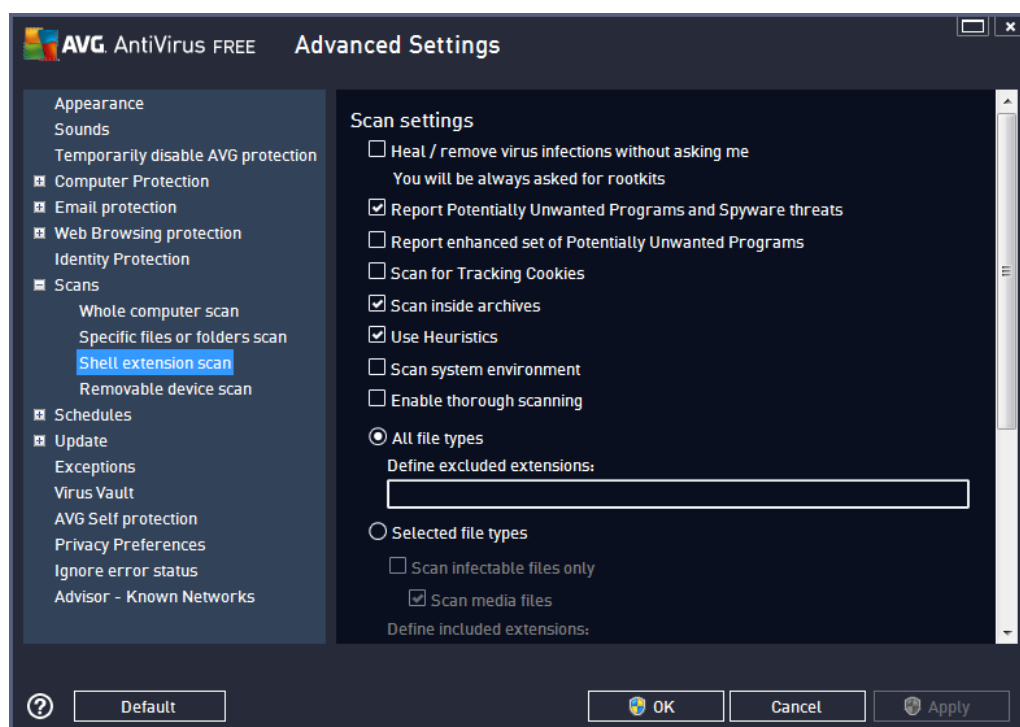 AVG. AntiVirus FREE Advanced Settings
Appearance
Sounds
Temporarily disable AVG protection
Computer Protection
Email protection
Web Browsing protection
Identity Protection
Scans
Whole computer scan
Specific files or folders scan
Shell extension scan
Removable device scan
Schedules
Update
Exceptions
Virus Vault
AVG Self protection
Privacy Preferences
Ignore error status
Advisor - Known Networks
Scan settings
Heal / remove virus infections without asking me
You will be always asked for rootkits
Report Potentially Unwanted Programs and Spyware threats
Report enhanced set of Potentially Unwanted Programs
Scan for Tracking Cookies
Scan inside archives
Use Heuristics
Scan system environment
Enable thorough scanning
All file types
Define excluded extensions:
Selected file types
Scan infectable files only
Scan media files
Define included extensions:
Default
OK
Cancel
Apply